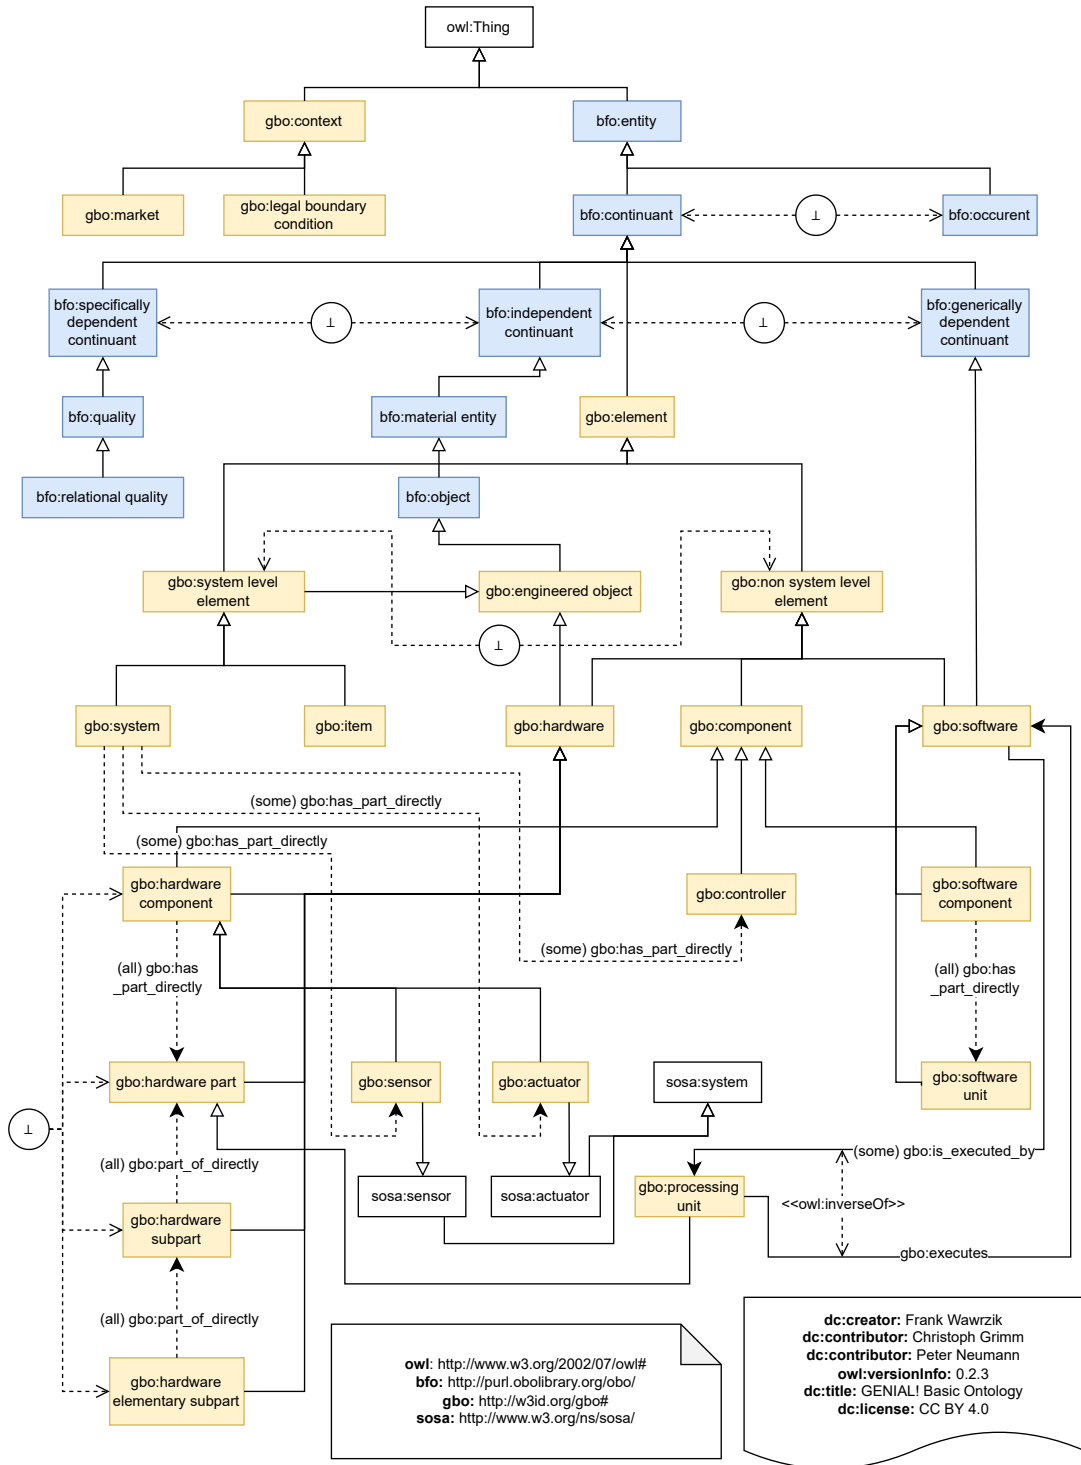 owl:Thing
gbo:context
bfo:entity
gbo:market
gbo:legal boundary
condition
bfo:continuant
⊥
bfo:occurent
bfo:specifically
dependent
continuant
⊥
bfo:independent
continuant
⊥
bfo:generically
dependent
continuant
bfo:quality
bfo:material entity
gbo:element
bfo:relational quality
bfo:object
gbo:system level
element
gbo:engineered object
gbo:non system level
element
⊥
gbo:system
gbo:item
gbo:hardware
gbo:component
gbo:software
(some) gbo:has_part_directly
(some) gbo:has_part_directly
gbo:hardware
component
gbo:controller
gbo:software
component
(some) gbo:has_part_directly
(all) gbo:has
_part_directly
(all) gbo:has
_part_directly
gbo:hardware part
gbo:sensor
gbo:actuator
sosa:system
gbo:software
unit
⊥
(all) gbo:part_of_directly
(some) gbo:is_executed_by
sosa:sensor
sosa:actuator
gbo:processing
unit
<<owl:inverseOf>>
gbo:hardware
subpart
gbo:executes
(all) gbo:part_of_directly
gbo:hardware
elementary subpart
owl: http://www.w3.org/2002/07/owl#
bfo: http://purl.obolibrary.org/obo/
gbo: http://w3id.org/gbo#
sosa: http://www.w3.org/ns/sosa/
dc:creator: Frank Wawrzik
dc:contributor: Christoph Grimm
dc:contributor: Peter Neumann
owl:versionInfo: 0.2.3
dc:title: GENIAL! Basic Ontology
dc:license: CC BY 4.0